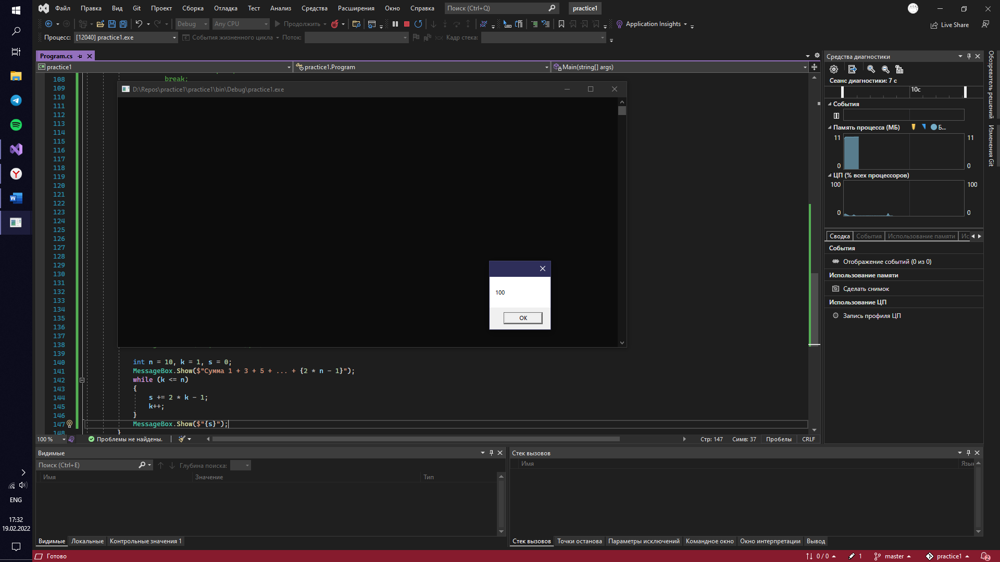 Файл Правка Вид Git Проект Сборка Отладка Тест Анализ Средства Расширения Окно Справка Поиск (Ctrl+Q) practice1
Debug Any CPU Продолжить Application Insights Live Share
Процесс: [12040] practice1.exe События жизненного цикла Поток: Кадр стека:
Program.cs
practice1 practice1.Program Main(string[] args)
108 break;
D:\Repos\practice1\practice1\bin\Debug\practice1.exe
109
110
111
112
113
114
115
116
117
118
119
120
121
122
123
124
125
126
127
128
129
130
131
132
133
134
135
136
137
138
139
100
OK
140 int n = 10, k = 1, s = 0;
141 MessageBox.Show($"Сумма 1 + 3 + 5 + ... + {2 * n - 1}");
142 while (k <= n)
143 {
144 s += 2 * k - 1;
145 k++;
146 }
147 MessageBox.Show($"{s}");
148 }
100 % Проблемы не найдены. Стр: 147 Симв: 37 Пробелы CRLF
Средства диагностики
Сеанс диагностики: 7 с
10с
События
Память процесса (МБ) Б...
11 11
0 0
ЦП (% всех процессоров)
100 100
0 0
Сводка События Использование памяти Ис
События
Отображение событий (0 из 0)
Использование памяти
Сделать снимок
Использование ЦП
Запись профиля ЦП
Обозреватель решений
Изменения Git
Видимые
Поиск (Ctrl+E) Глубина поиска:
Имя Значение Тип
Видимые Локальные Контрольные значения 1
Стек вызовов
Имя Язык
Стек вызовов Точки останова Параметры исключений Командное окно Окно интерпретации Вывод
ENG
17:32
19.02.2022
Готово 0 / 0 1 master practice1 2